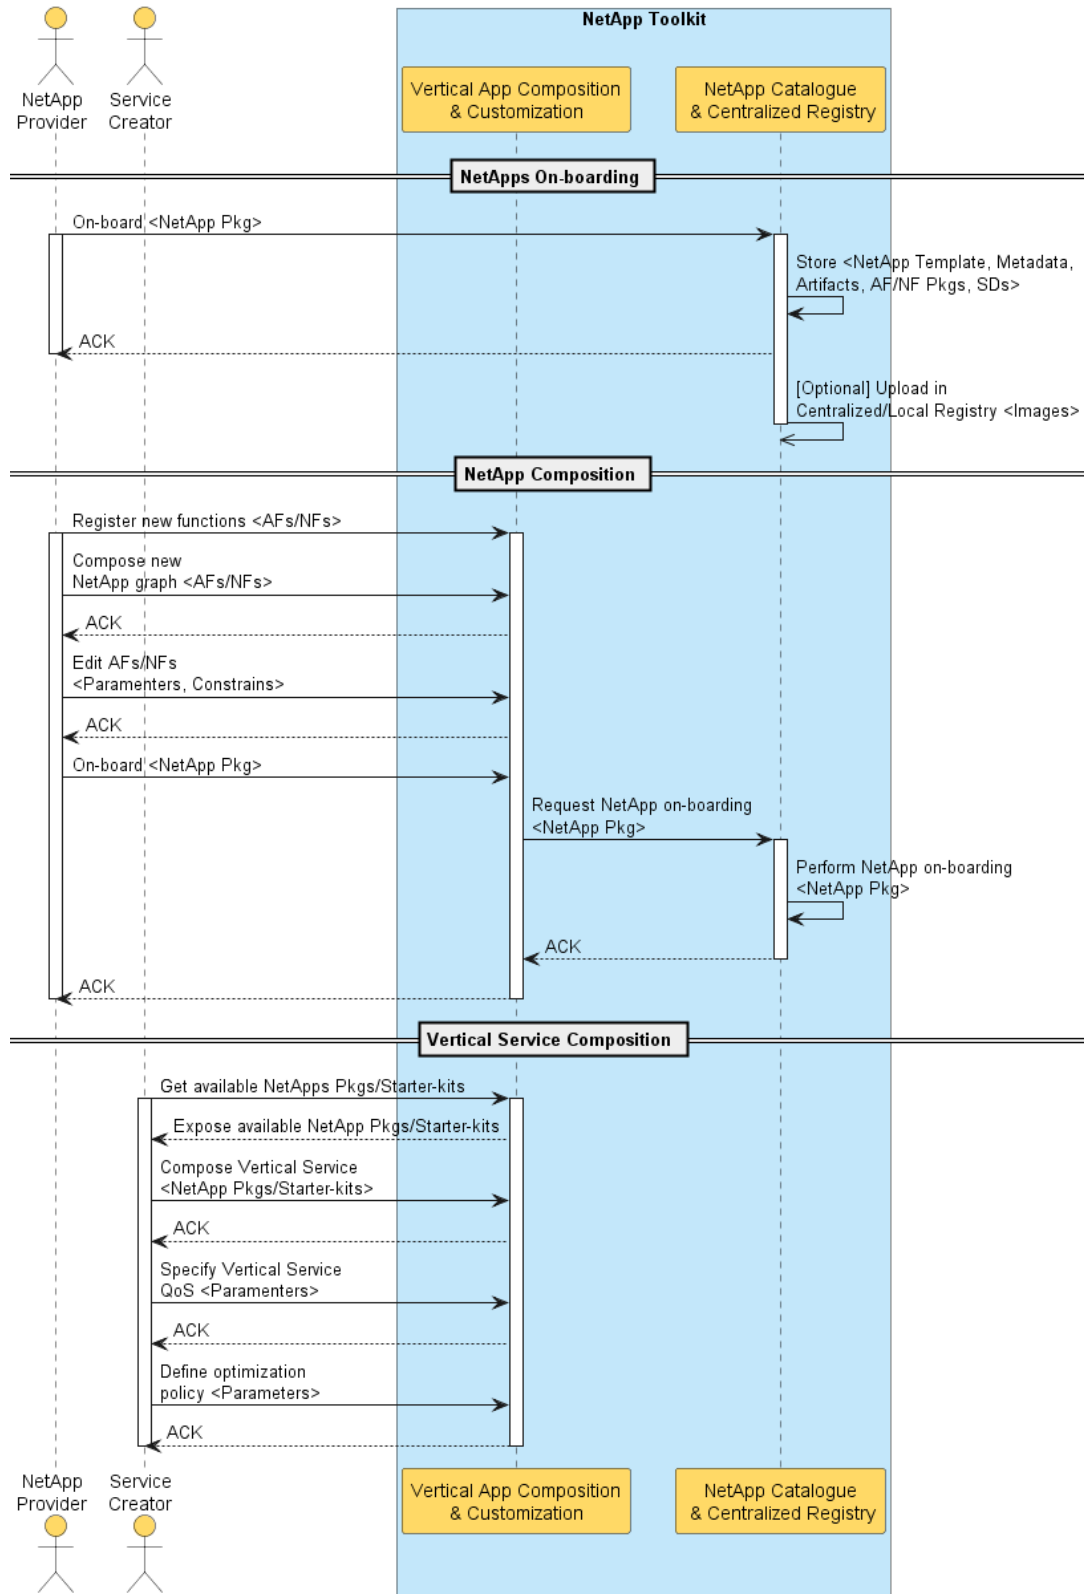 NetApp Toolkit
NetApp
Provider
Service
Creator
Vertical App Composition
& Customization
NetApp Catalogue
& Centralized Registry
NetApps On-boarding
On-board <NetApp Pkg>
Store <NetApp Template, Metadata,
Artifacts, AF/NF Pkgs, SDs>
ACK
[Optional] Upload in
Centralized/Local Registry <Images>
NetApp Composition
Register new functions <AFs/NFs>
Compose new
NetApp graph <AFs/NFs>
ACK
Edit AFs/NFs
<Paramenters, Constrains>
ACK
On-board <NetApp Pkg>
Request NetApp on-boarding
<NetApp Pkg>
Perform NetApp on-boarding
<NetApp Pkg>
ACK
ACK
Vertical Service Composition
Get available NetApps Pkgs/Starter-kits
Expose available NetApp Pkgs/Starter-kits
Compose Vertical Service
<NetApp Pkgs/Starter-kits>
ACK
Specify Vertical Service
QoS <Paramenters>
ACK
Define optimization
policy <Parameters>
ACK
NetApp
Provider
Service
Creator
Vertical App Composition
& Customization
NetApp Catalogue
& Centralized Registry